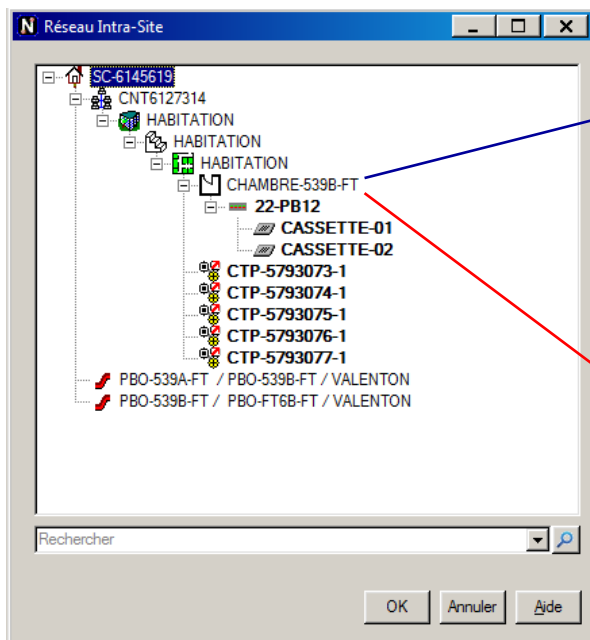 N Réseau Intra-Site
SC-6145619
CNT6127314
HABITATION
HABITATION
HABITATION
CHAMBRE-539B-FT
22-PB12
CASSETTE-01
CASSETTE-02
CTP-5793073-1
CTP-5793074-1
CTP-5793075-1
CTP-5793076-1
CTP-5793077-1
PBO-539A-FT / PBO-539B-FT / VALENTON
PBO-539B-FT / PBO-FT6B-FT / VALENTON
Rechercher
OK Annuler Aide